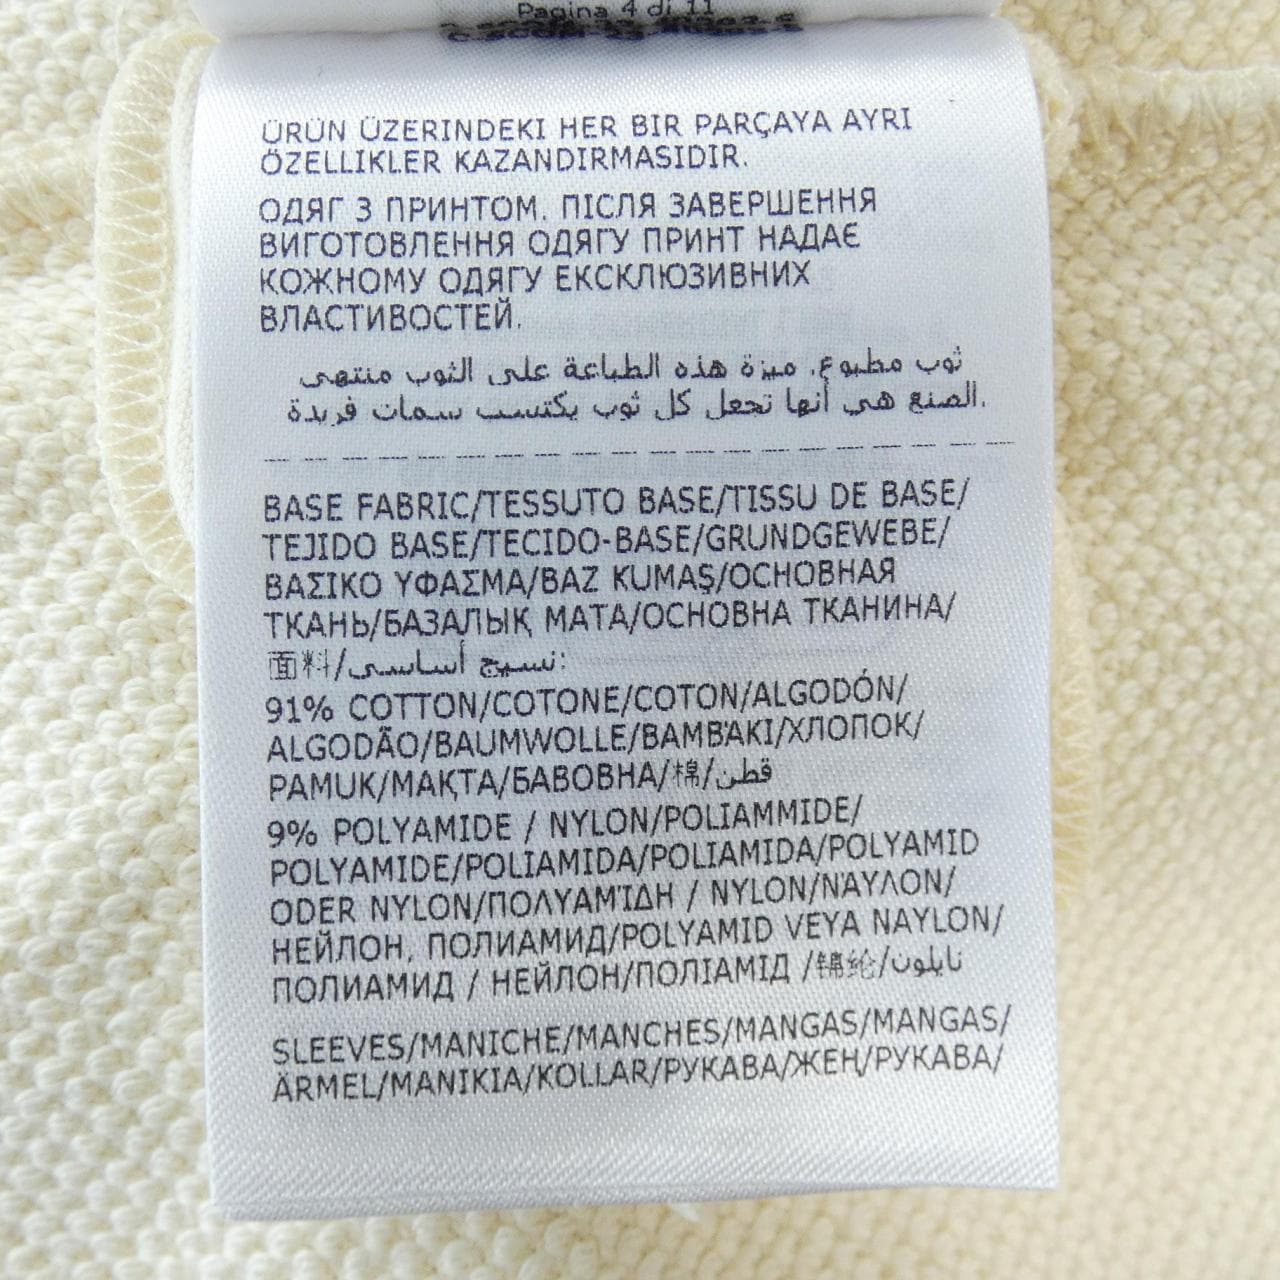 Pagina 4 di 11
ÜRÜN ÜZERINDEKI HER BIR PARÇAYA AYRI
ÖZELLIKLER KAZANDIRMASIDIR.
ОДЯГ З ПРИНТОМ. ПІСЛЯ ЗАВЕРШЕННЯ
ВИГОТОВЛЕННЯ ОДЯГУ ПРИНТ НАДАЄ
КОЖНОМУ ОДЯГУ ЕКСКЛЮЗИВНИХ
ВЛАСТИВОСТЕЙ.
ثوب مطبوع. ميزة هذه الطباعة على الثوب منتهى
الصنع هي أنها تجعل كل ثوب يكتسب سمات فريدة.
BASE FABRIC/TESSUTO BASE/TISSU DE BASE/
TEJIDO BASE/TECIDO-BASE/GRUNDGEWEBE/
ΒΑΣΙΚΟ ΥΦΑΣΜΑ/BAZ KUMAŞ/ОСНОВНАЯ
ТКАНЬ/БАЗАЛЫҚ МАТА/ОСНОВНА ТКАНИНА/
面料/نسيج أساسي:
91% COTTON/COTONE/COTON/ALGODÓN/
ALGODÃO/BAUMWOLLE/ΒΑΜΒΆΚΙ/ХЛОПОК/
PAMUK/МАҚТА/БАВОВНА/棉/قطن
9% POLYAMIDE / NYLON/POLIAMMIDE/
POLYAMIDE/POLIAMIDA/POLIAMIDA/POLYAMID
ODER NYLON/ΠΟΛΥΑΜΊΔΗ / NYLON/ΝΆΥΛΟΝ/
НЕЙЛОН, ПОЛИАМИД/POLYAMID VEYA NAYLON/
ПОЛИАМИД / НЕЙЛОН/ПОЛІАМІД /锦纶/نايلون
SLEEVES/MANICHE/MANCHES/MANGAS/MANGAS/
ÄRMEL/ΜΑΝΙΚΙΑ/KOLLAR/РУКАВА/ЖЕҢ/РУКАВА/